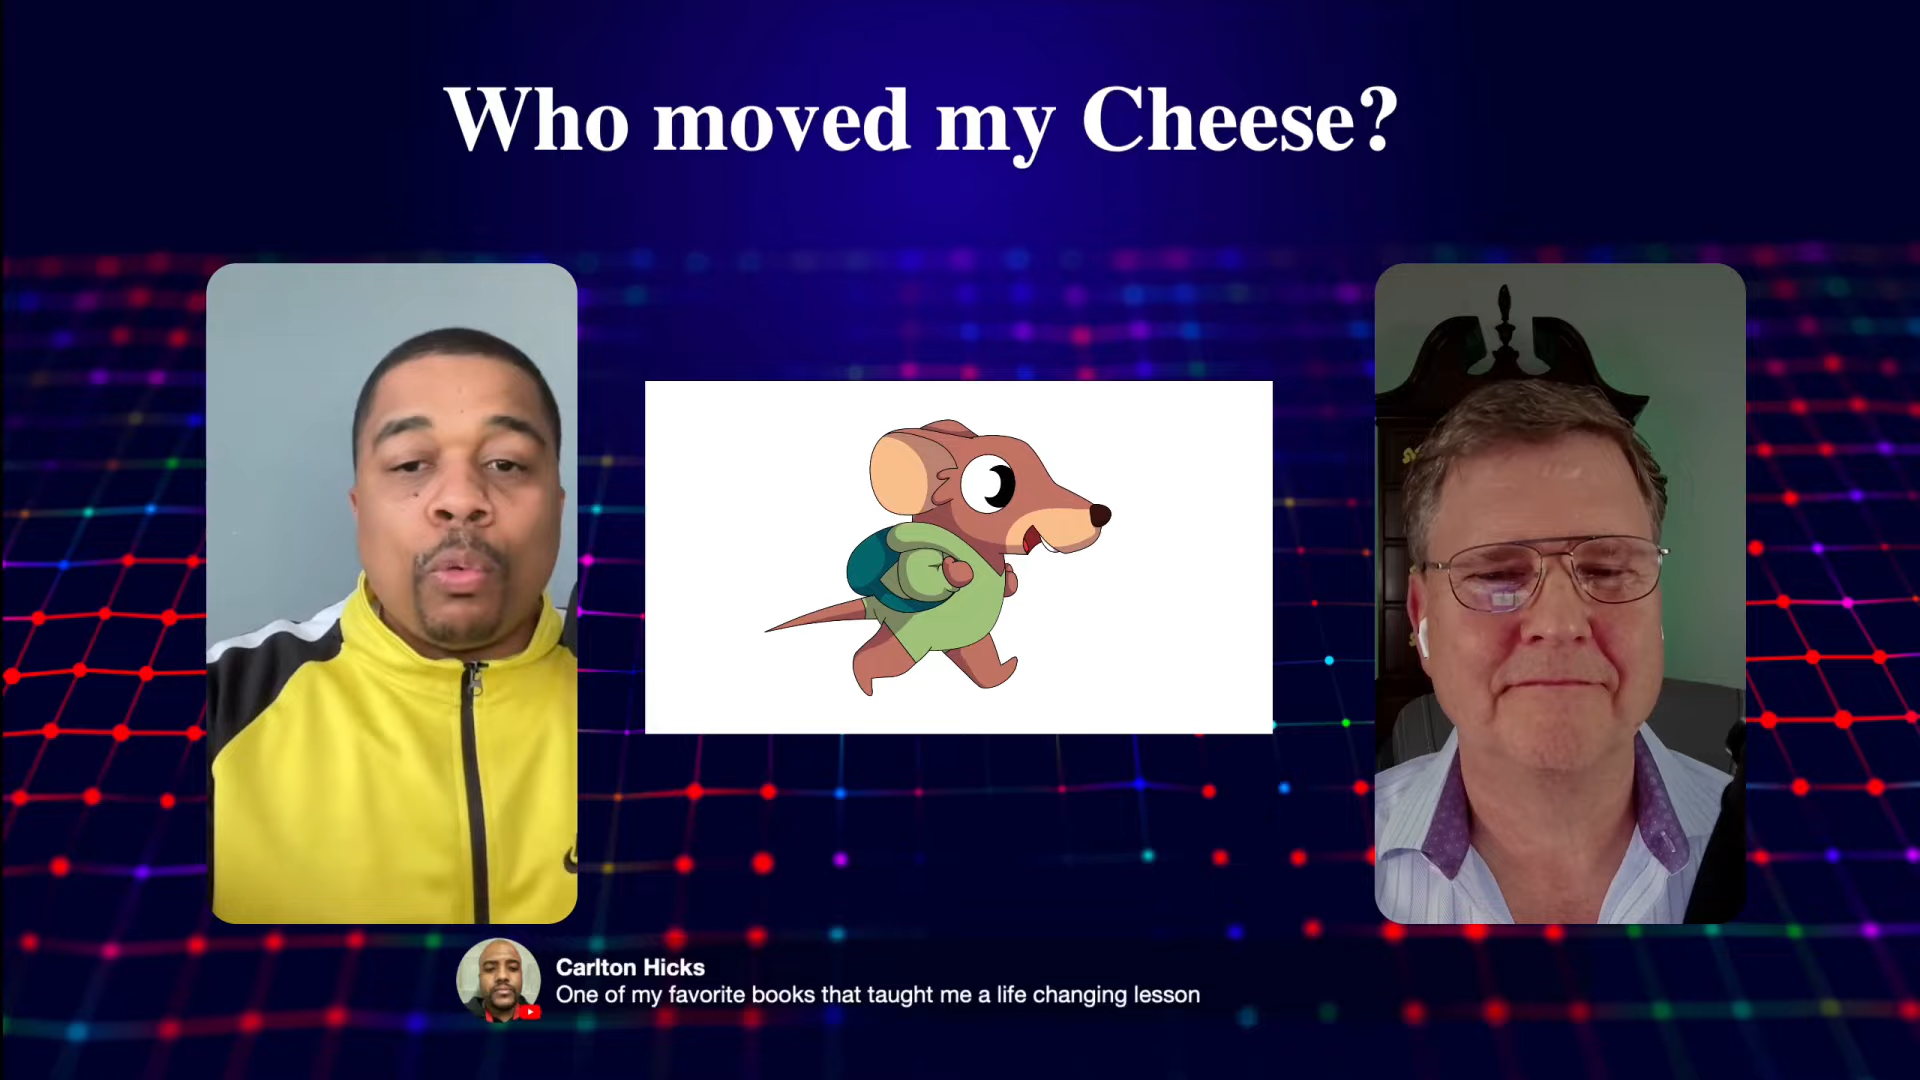 Who moved my Cheese?
Carlton Hicks
One of my favorite books that taught me a life changing lesson